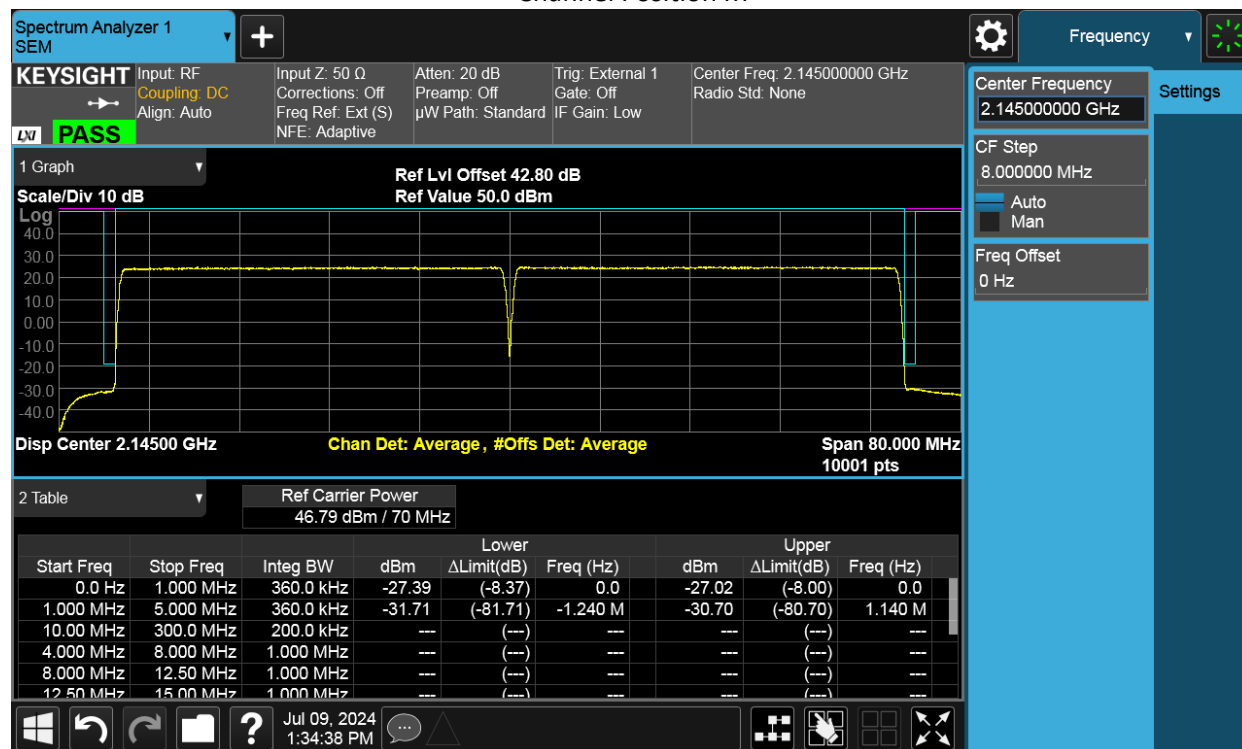 Spectrum Analyzer 1
SEM
+
Frequency
KEYSIGHT
Input: RF
Coupling: DC
Align: Auto
Input Z: 50 Ω
Corrections: Off
Freq Ref: Ext (S)
NFE: Adaptive
Atten: 20 dB
Preamp: Off
µW Path: Standard
Trig: External 1
Gate: Off
IF Gain: Low
Center Freq: 2.145000000 GHz
Radio Std: None
LXI PASS
Center Frequency
2.145000000 GHz
Settings
CF Step
8.000000 MHz
Auto
Man
Freq Offset
0 Hz
1 Graph
Scale/Div 10 dB
Ref Lvl Offset 42.80 dB
Ref Value 50.0 dBm
Log
40.0
30.0
20.0
10.0
0.00
-10.0
-20.0
-30.0
-40.0
Disp Center 2.14500 GHz
Chan Det: Average, #Offs Det: Average
Span 80.000 MHz
10001 pts
2 Table
Ref Carrier Power
46.79 dBm / 70 MHz
Lower Upper
Start Freq Stop Freq Integ BW dBm ΔLimit(dB) Freq (Hz) dBm ΔLimit(dB) Freq (Hz)
0.0 Hz 1.000 MHz 360.0 kHz -27.39 (-8.37) 0.0 -27.02 (-8.00) 0.0
1.000 MHz 5.000 MHz 360.0 kHz -31.71 (-81.71) -1.240 M -30.70 (-80.70) 1.140 M
10.00 MHz 300.0 MHz 200.0 kHz --- (---) --- --- (---) ---
4.000 MHz 8.000 MHz 1.000 MHz --- (---) --- --- (---) ---
8.000 MHz 12.50 MHz 1.000 MHz --- (---) --- --- (---) ---
12.50 MHz 15.00 MHz 1.000 MHz --- (---) --- --- (---) ---
?
Jul 09, 2024
1:34:38 PM